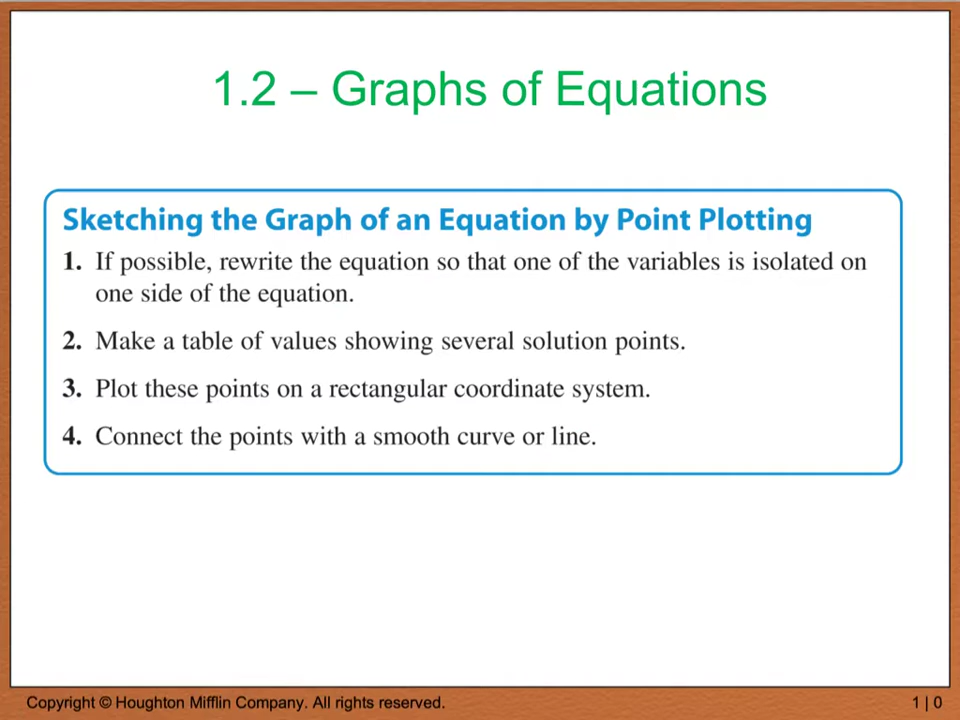 1.2 – Graphs of Equations
Sketching the Graph of an Equation by Point Plotting
1. If possible, rewrite the equation so that one of the variables is isolated on
one side of the equation.
2. Make a table of values showing several solution points.
3. Plot these points on a rectangular coordinate system.
4. Connect the points with a smooth curve or line.
Copyright © Houghton Mifflin Company. All rights reserved.
1 | 0